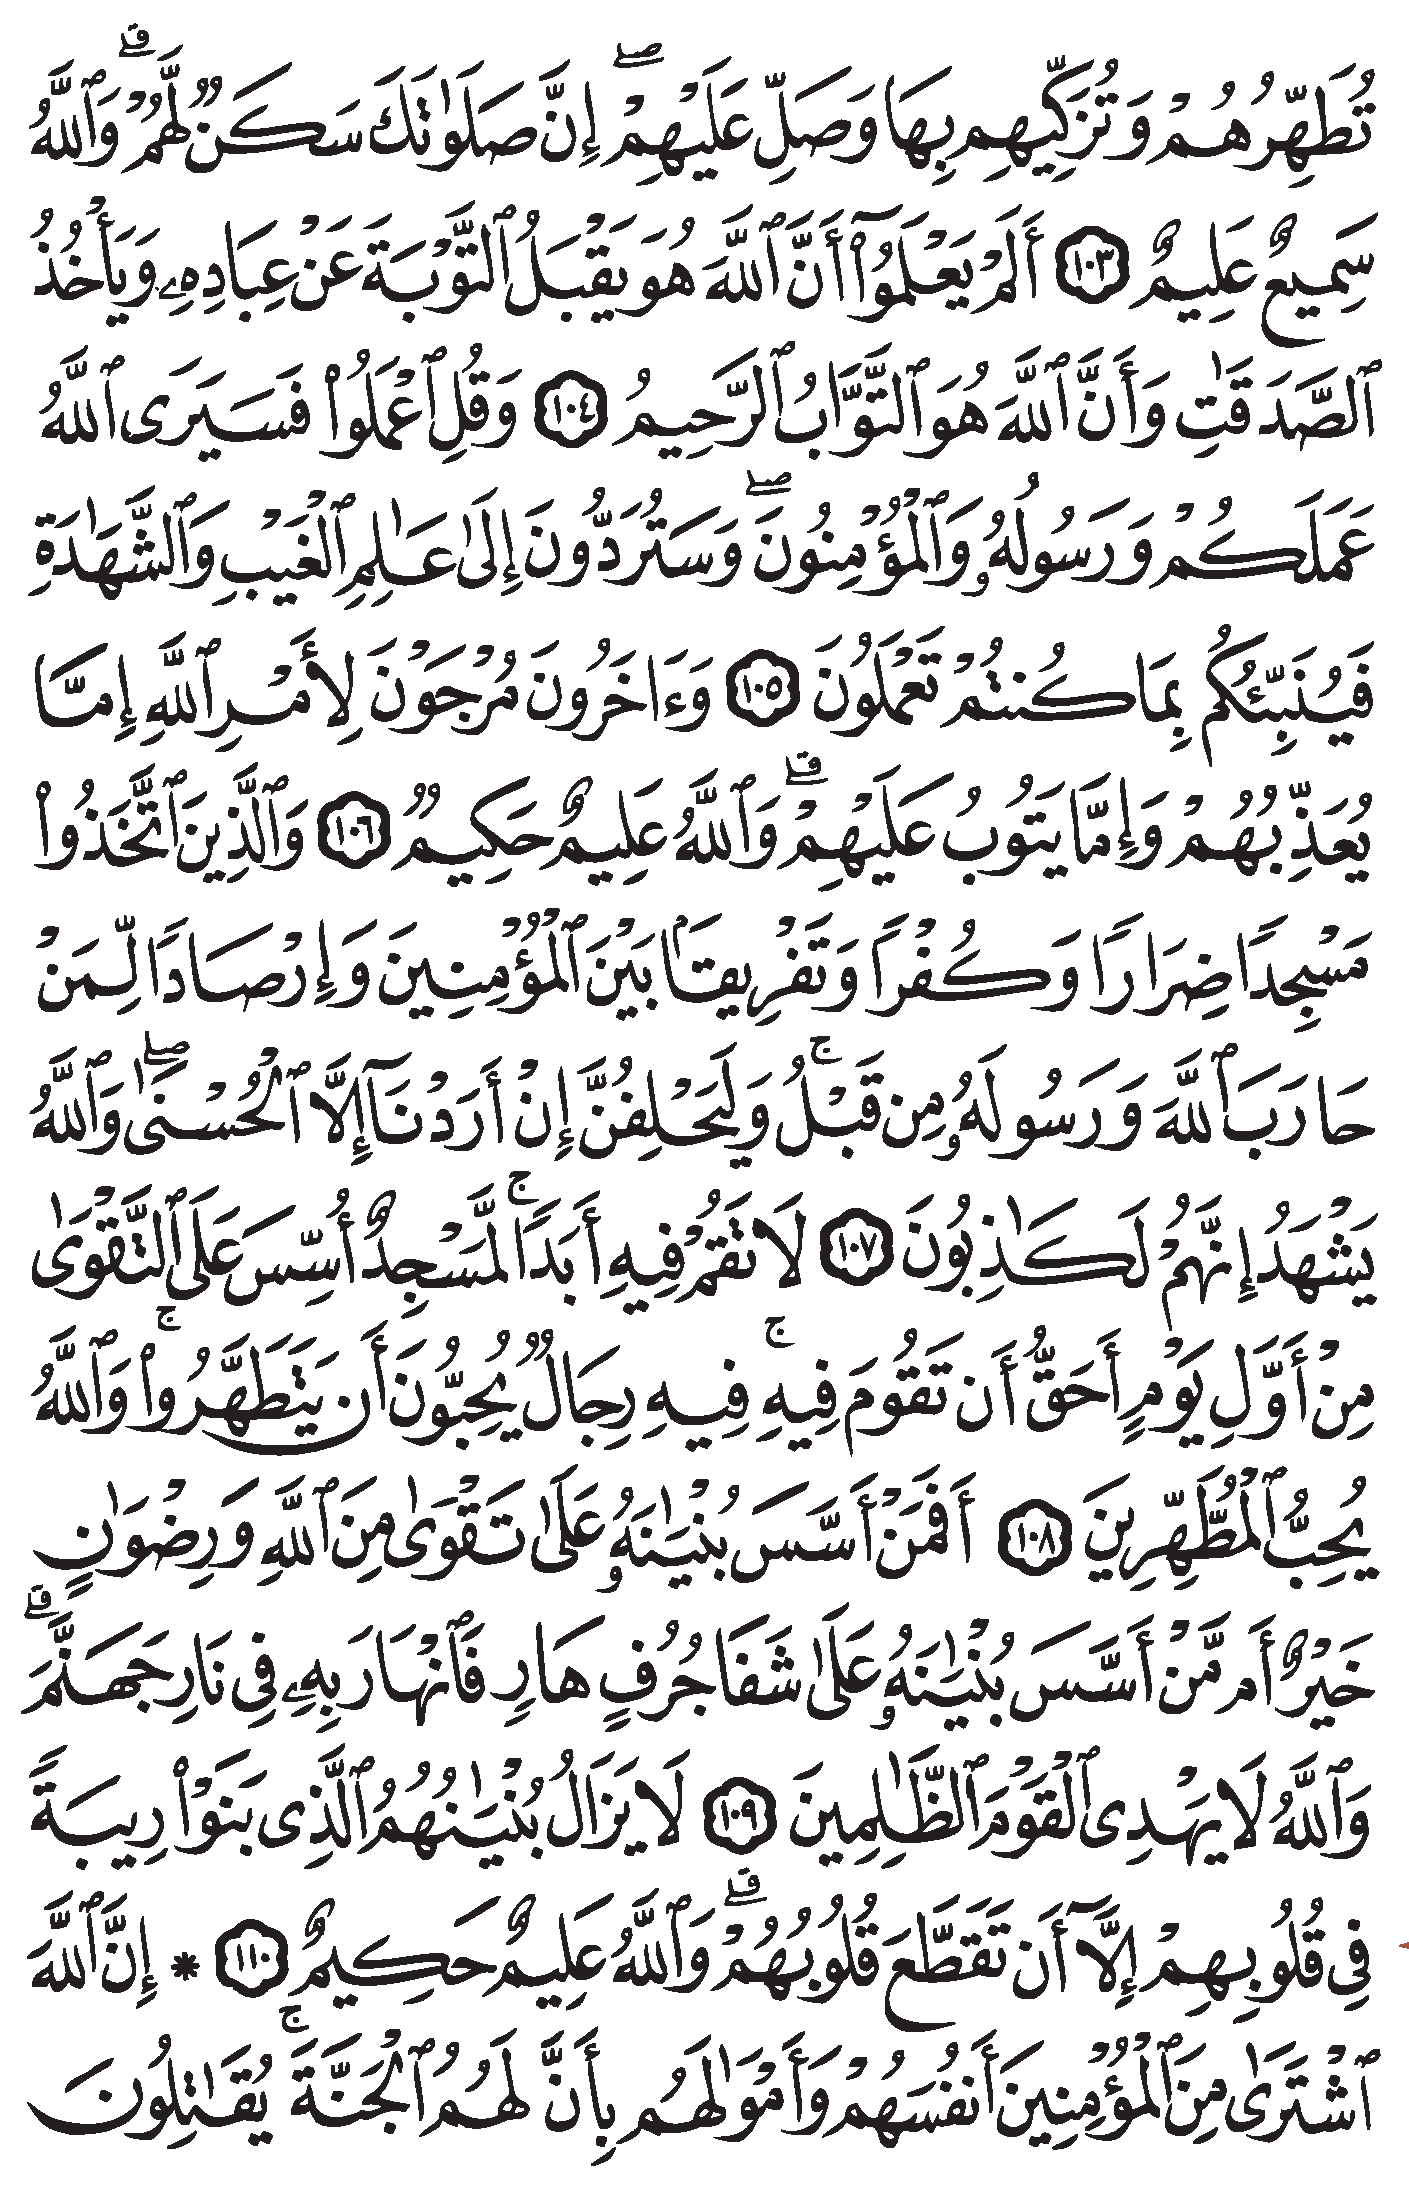 تُطَهِّرُهُمْ وَتُزَكِّيهِم بِهَا وَصَلِّ عَلَيْهِمْۖ إِنَّ صَلَوٰتَكَ سَكَنٌ لَّهُمْۗ وَٱللَّهُ
سَمِيعٌ عَلِيمٌ ١٠٣ أَلَمْ يَعْلَمُوٓا۟ أَنَّ ٱللَّهَ هُوَ يَقْبَلُ ٱلتَّوْبَةَ عَنْ عِبَادِهِۦ وَيَأْخُذُ
ٱلصَّدَقَٰتِ وَأَنَّ ٱللَّهَ هُوَ ٱلتَّوَّابُ ٱلرَّحِيمُ ١٠٤ وَقُلِ ٱعْمَلُوا۟ فَسَيَرَى ٱللَّهُ
عَمَلَكُمْ وَرَسُولُهُۥ وَٱلْمُؤْمِنُونَۖ وَسَتُرَدُّونَ إِلَىٰ عَٰلِمِ ٱلْغَيْبِ وَٱلشَّهَٰدَةِ
فَيُنَبِّئُكُم بِمَا كُنتُمْ تَعْمَلُونَ ١٠٥ وَءَاخَرُونَ مُرْجَوْنَ لِأَمْرِ ٱللَّهِ إِمَّا
يُعَذِّبُهُمْ وَإِمَّا يَتُوبُ عَلَيْهِمْۗ وَٱللَّهُ عَلِيمٌ حَكِيمٌ ١٠٦ وَٱلَّذِينَ ٱتَّخَذُوا۟
مَسْجِدًا ضِرَارًا وَكُفْرًا وَتَفْرِيقًۢا بَيْنَ ٱلْمُؤْمِنِينَ وَإِرْصَادًا لِّمَنْ
حَارَبَ ٱللَّهَ وَرَسُولَهُۥ مِن قَبْلُۚ وَلَيَحْلِفُنَّ إِنْ أَرَدْنَآ إِلَّا ٱلْحُسْنَىٰۖ وَٱللَّهُ
يَشْهَدُ إِنَّهُمْ لَكَٰذِبُونَ ١٠٧ لَا تَقُمْ فِيهِ أَبَدًاۚ لَّمَسْجِدٌ أُسِّسَ عَلَى ٱلتَّقْوَىٰ
مِنْ أَوَّلِ يَوْمٍ أَحَقُّ أَن تَقُومَ فِيهِۚ فِيهِ رِجَالٌ يُحِبُّونَ أَن يَتَطَهَّرُوا۟ۚ وَٱللَّهُ
يُحِبُّ ٱلْمُطَّهِّرِينَ ١٠٨ أَفَمَنْ أَسَّسَ بُنْيَٰنَهُۥ عَلَىٰ تَقْوَىٰ مِنَ ٱللَّهِ وَرِضْوَٰنٍ
خَيْرٌ أَم مَّنْ أَسَّسَ بُنْيَٰنَهُۥ عَلَىٰ شَفَا جُرُفٍ هَارٍ فَٱنْهَارَ بِهِۦ فِى نَارِ جَهَنَّمَۗ
وَٱللَّهُ لَا يَهْدِى ٱلْقَوْمَ ٱلظَّٰلِمِينَ ١٠٩ لَا يَزَالُ بُنْيَٰنُهُمُ ٱلَّذِى بَنَوْا۟ رِيبَةً
فِى قُلُوبِهِمْ إِلَّآ أَن تَقَطَّعَ قُلُوبُهُمْۗ وَٱللَّهُ عَلِيمٌ حَكِيمٌ ١١٠ * إِنَّ ٱللَّهَ
ٱشْتَرَىٰ مِنَ ٱلْمُؤْمِنِينَ أَنفُسَهُمْ وَأَمْوَٰلَهُم بِأَنَّ لَهُمُ ٱلْجَنَّةَۚ يُقَٰتِلُونَ